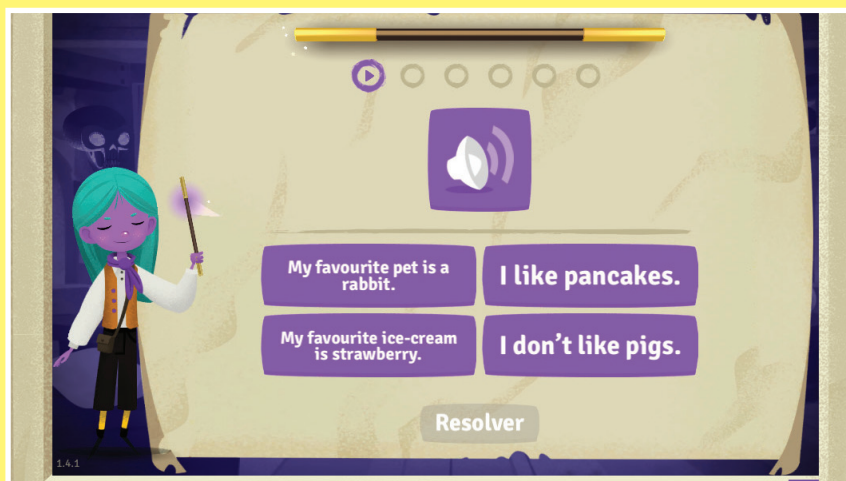 My favourite pet is a
rabbit.
I like pancakes.
My favourite ice-cream
is strawberry.
I don't like pigs.
Resolver
1.4.1